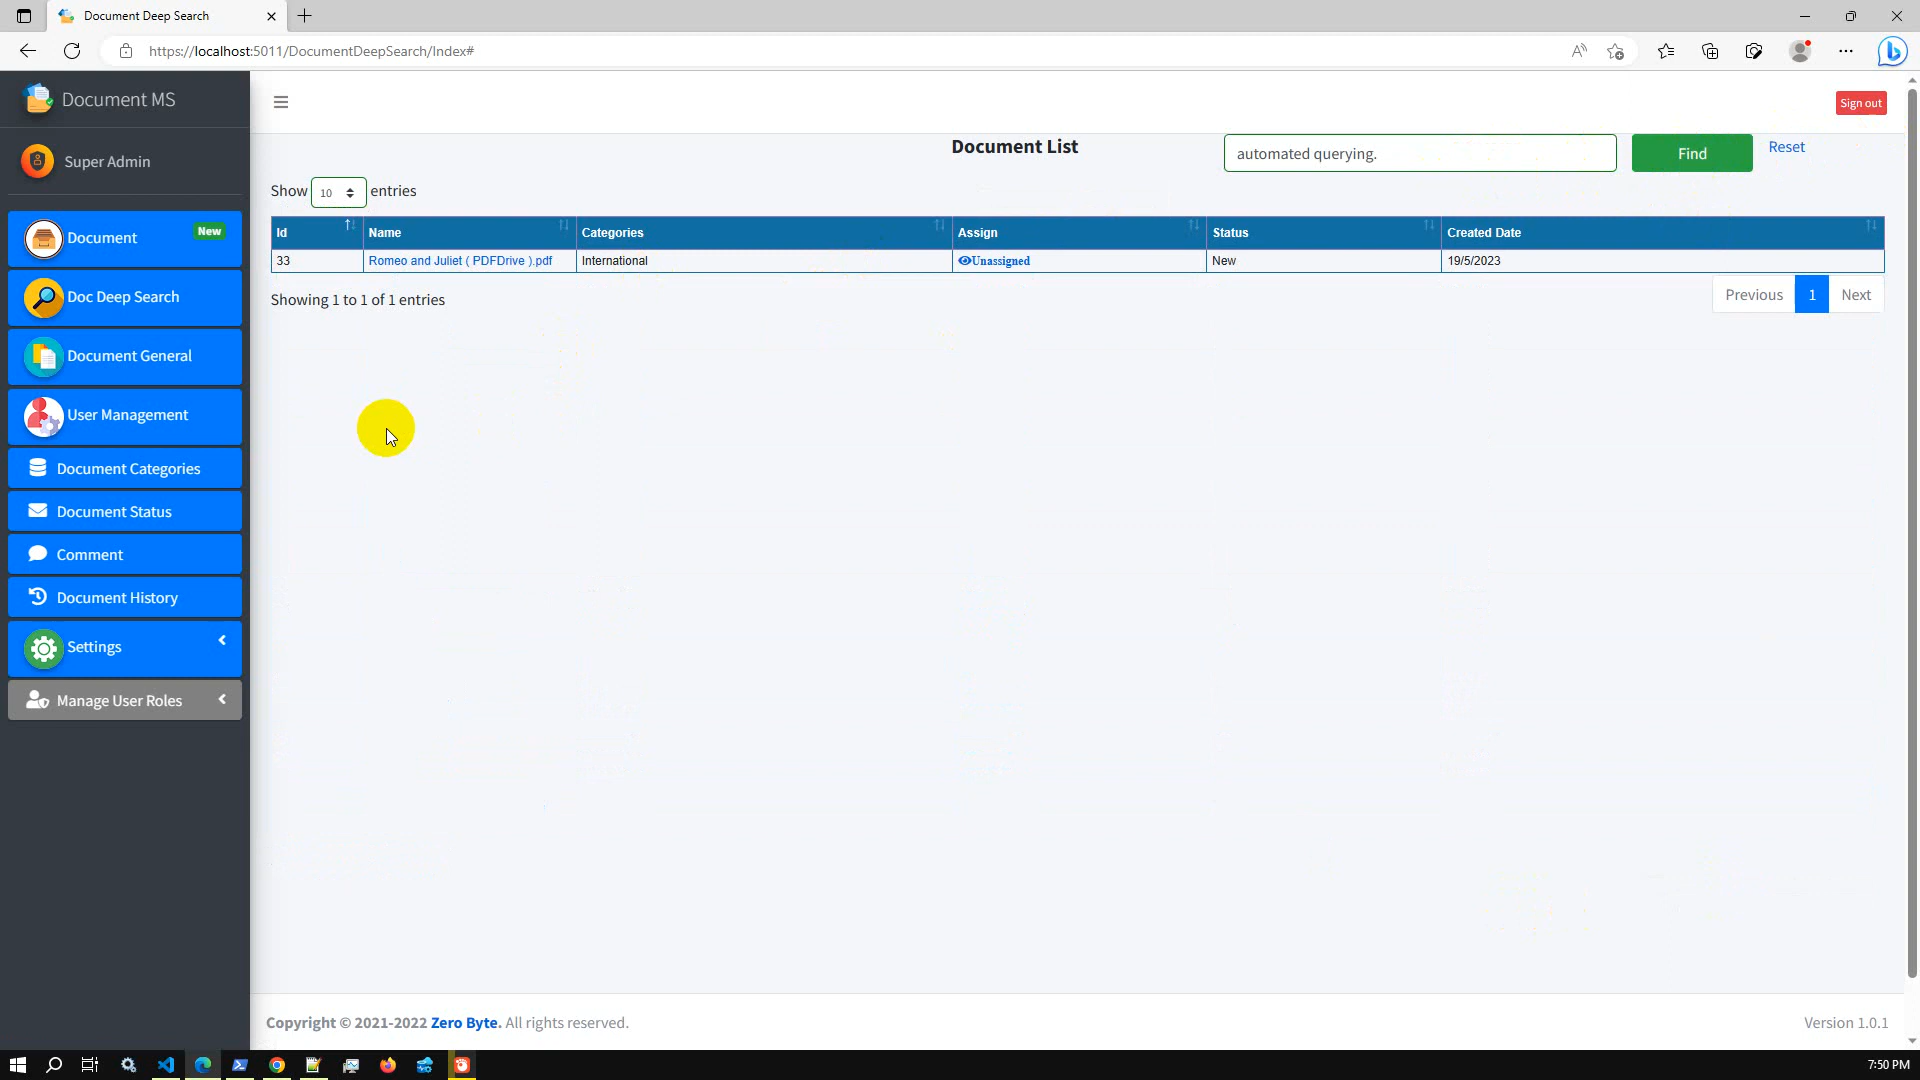 Document Deep Search
https://localhost:5011/DocumentDeepSearch/Index#
Document MS
Sign out
Super Admin
Document List
automated querying.
Find
Reset
Show 10 entries
Id Name Categories Assign Status Created Date
33 Romeo and Juliet ( PDFDrive ).pdf International Unassigned New 19/5/2023
Showing 1 to 1 of 1 entries
Previous 1 Next
Document New
Doc Deep Search
Document General
User Management
Document Categories
Document Status
Comment
Document History
Settings
Manage User Roles
Copyright © 2021-2022 Zero Byte. All rights reserved.
Version 1.0.1
7:50 PM